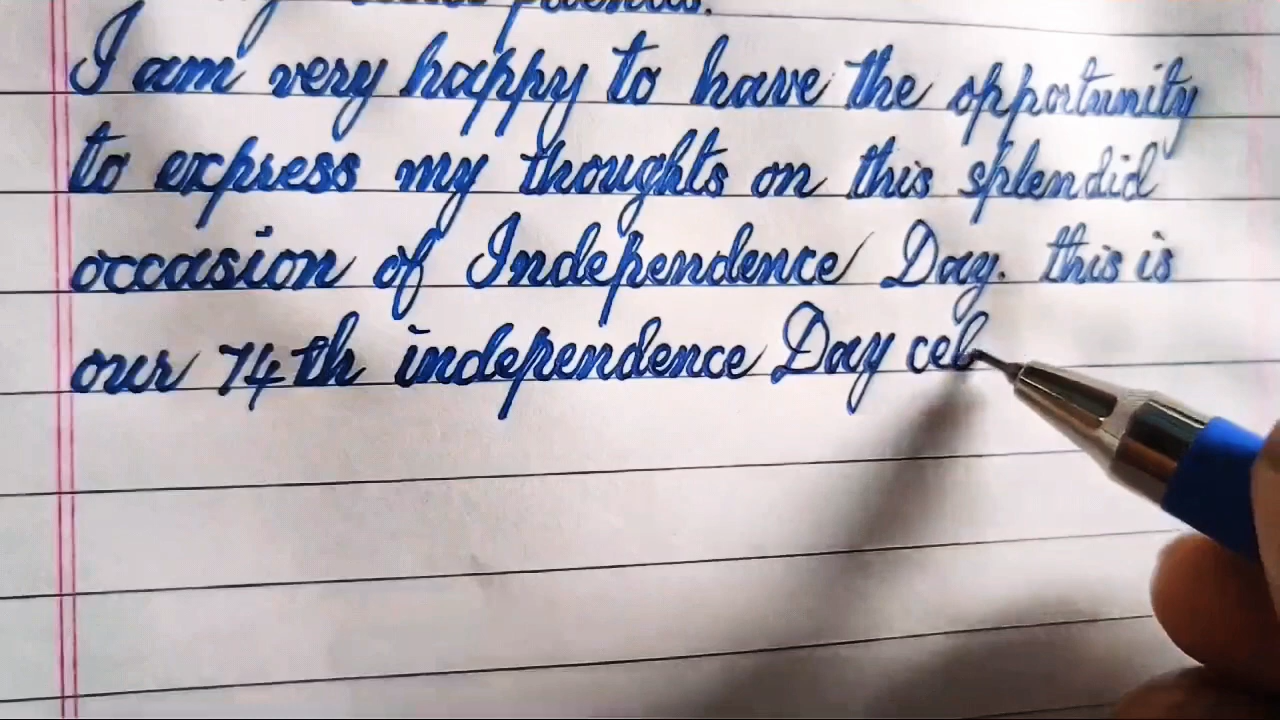 parents.
I am very happy to have the opportunity
to express my thoughts on this splendid
occasion of Independence Day. this is
our 74th independence Day cel